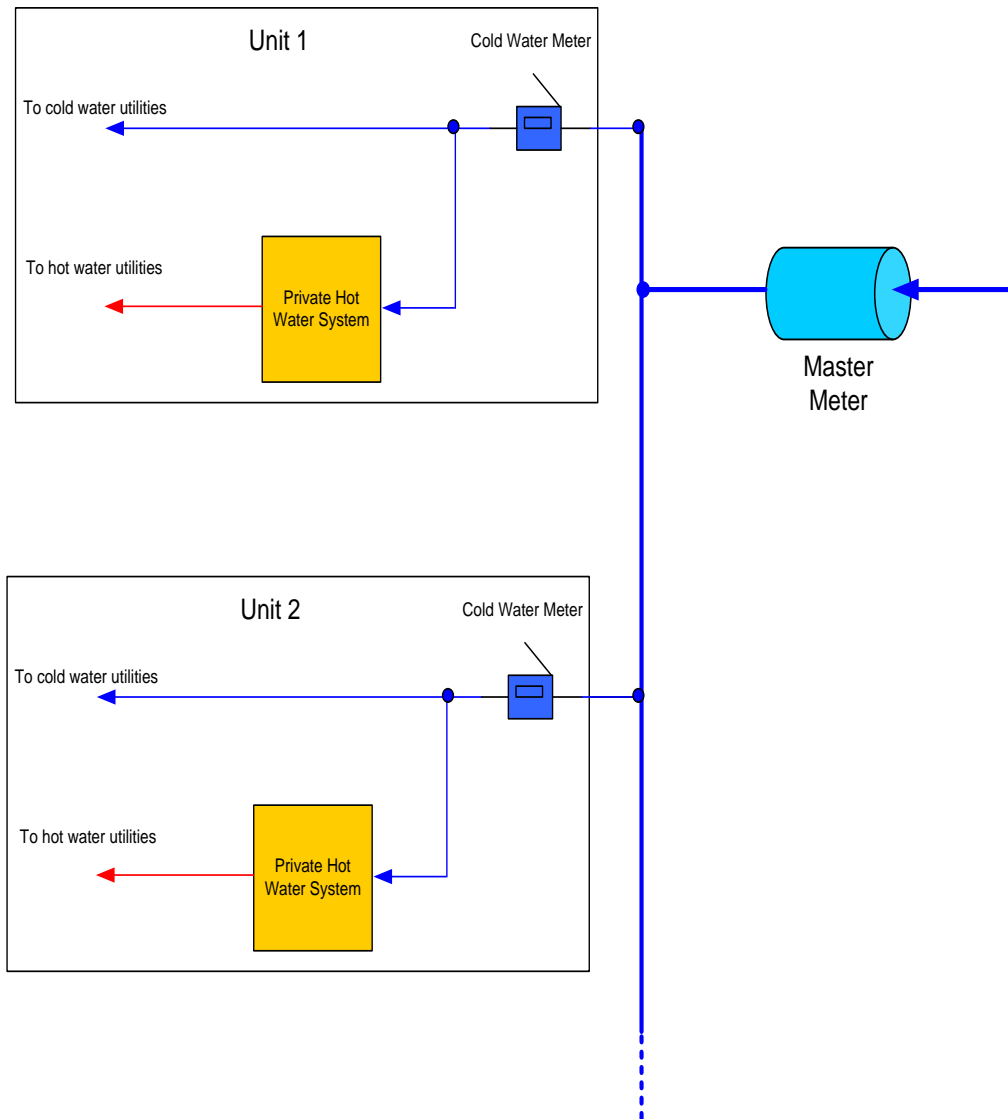 Unit 1
Cold Water Meter
To cold water utilities
To hot water utilities
Private Hot
Water System
Master
Meter
Unit 2
Cold Water Meter
To cold water utilities
To hot water utilities
Private Hot
Water System